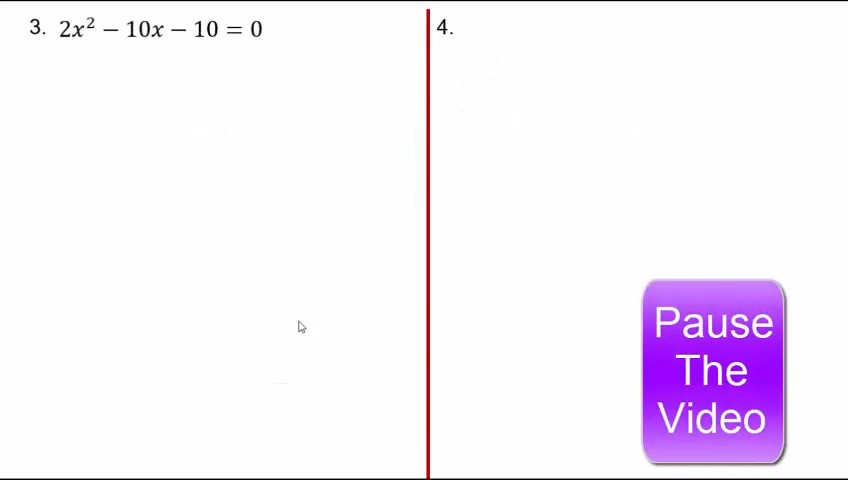 3. 2x² − 10x − 10 = 0
4.
Pause
The
Video